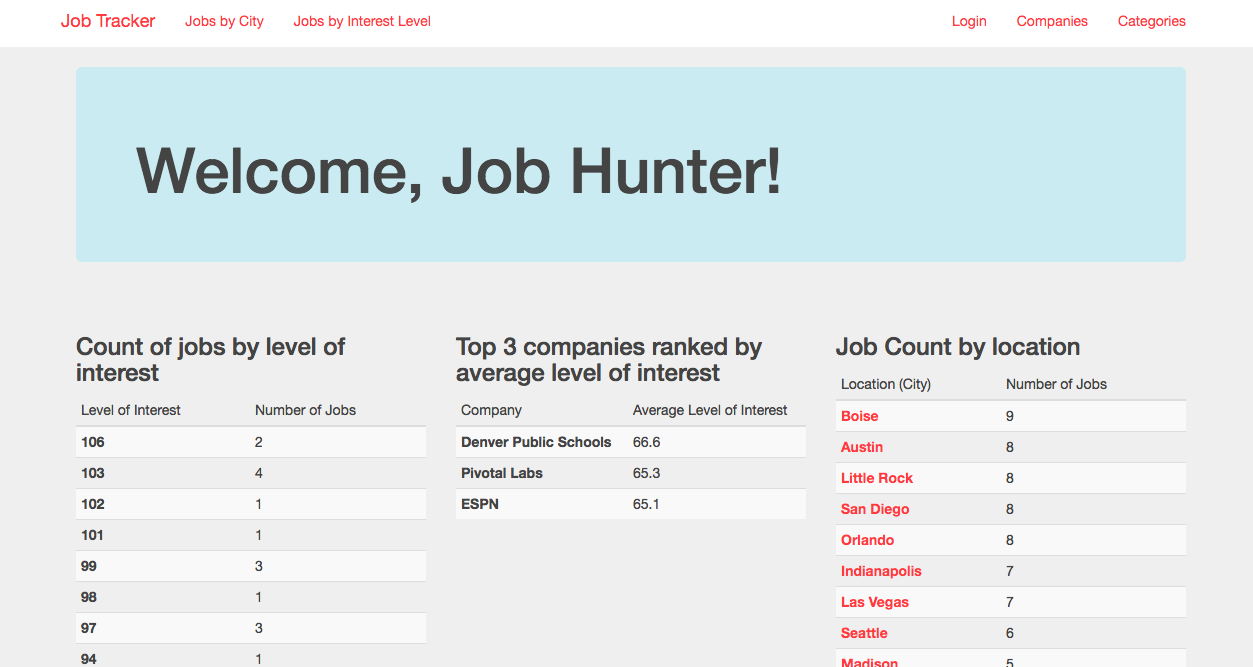 Job Tracker Jobs by City Jobs by Interest Level Login Companies Categories
Welcome, Job Hunter!
Count of jobs by level of
interest
Level of Interest Number of Jobs
106 2
103 4
102 1
101 1
99 3
98 1
97 3
94 1
Top 3 companies ranked by
average level of interest
Company Average Level of Interest
Denver Public Schools 66.6
Pivotal Labs 65.3
ESPN 65.1
Job Count by location
Location (City) Number of Jobs
Boise 9
Austin 8
Little Rock 8
San Diego 8
Orlando 8
Indianapolis 7
Las Vegas 7
Seattle 6
Madison 5